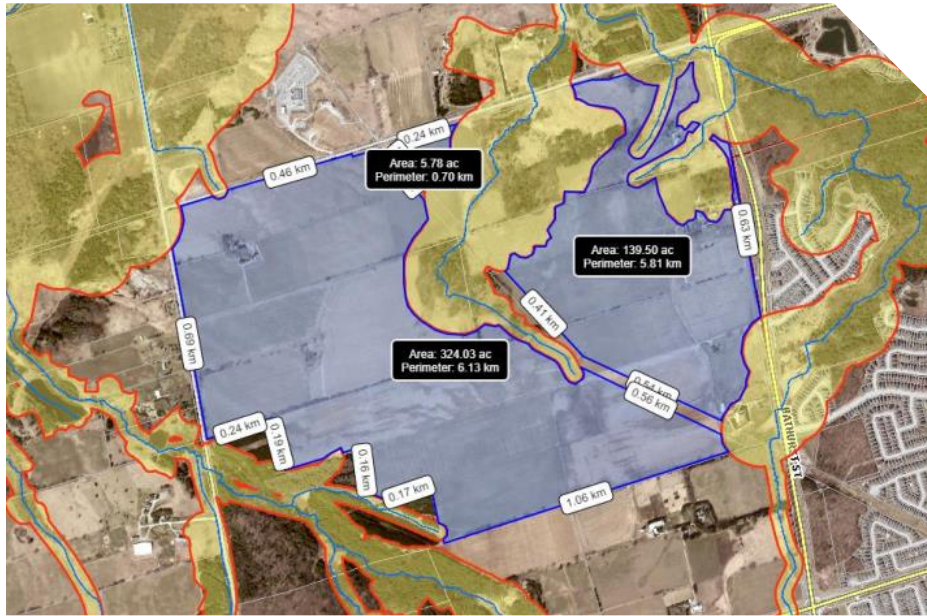 0.24 km
0.46 km
Area: 5.78 ac
Perimeter: 0.70 km
0.63 km
Area: 139.50 ac
Perimeter: 5.81 km
0.41 km
0.69 km
Area: 324.03 ac
Perimeter: 6.13 km
0.54 km
0.56 km
BATHURST ST
0.24 km
0.19 km
0.16 km
0.17 km
1.06 km